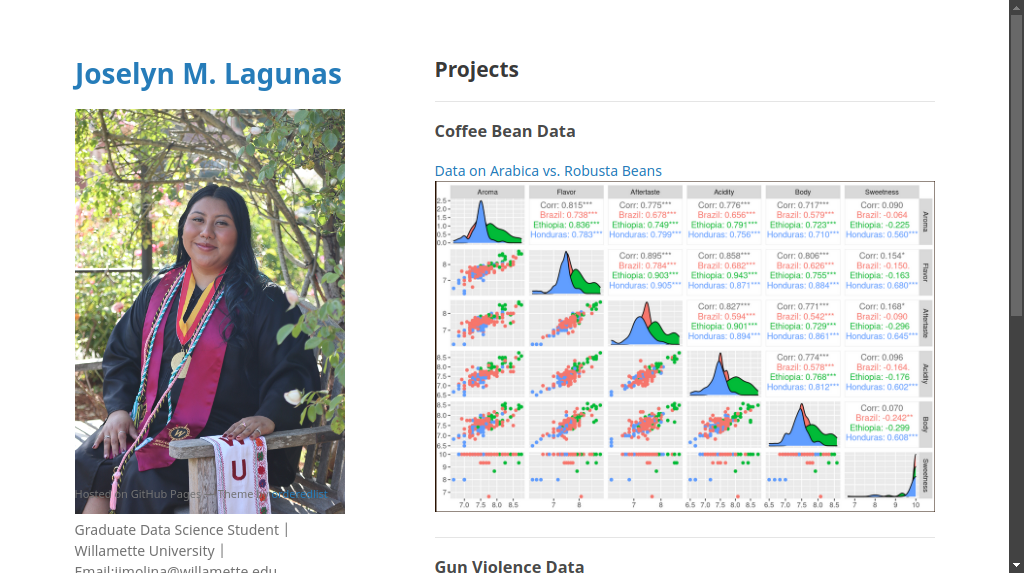 Joselyn M. Lagunas
U
Hosted on GitHub Pages — Theme by orderedlist
Graduate Data Science Student |
Willamette University |
Email:jjmolina@willamette.edu
Projects
Coffee Bean Data
Data on Arabica vs. Robusta Beans
Aroma Flavor Aftertaste Acidity Body Sweetness
Corr: 0.815*** Corr: 0.775*** Corr: 0.776*** Corr: 0.717*** Corr: 0.090
Brazil: 0.738*** Brazil: 0.678*** Brazil: 0.656*** Brazil: 0.579*** Brazil: -0.064
Ethiopia: 0.836*** Ethiopia: 0.749*** Ethiopia: 0.791*** Ethiopia: 0.723*** Ethiopia: -0.225
Honduras: 0.783*** Honduras: 0.799*** Honduras: 0.756*** Honduras: 0.710*** Honduras: 0.560***
2.5
2.0
1.5
1.0
0.5
0.0
Aroma
Corr: 0.895*** Corr: 0.858*** Corr: 0.806*** Corr: 0.154*
Brazil: 0.784*** Brazil: 0.682*** Brazil: 0.626*** Brazil: -0.150.
Ethiopia: 0.903*** Ethiopia: 0.943*** Ethiopia: 0.755*** Ethiopia: -0.163
Honduras: 0.905*** Honduras: 0.871*** Honduras: 0.884*** Honduras: 0.680***
8
7
Flavor
Corr: 0.827*** Corr: 0.771*** Corr: 0.168*
Brazil: 0.594*** Brazil: 0.542*** Brazil: -0.090
Ethiopia: 0.901*** Ethiopia: 0.729*** Ethiopia: -0.296
Honduras: 0.894*** Honduras: 0.861*** Honduras: 0.645***
8
7
Aftertaste
Corr: 0.774*** Corr: 0.096
Brazil: 0.578*** Brazil: -0.164.
Ethiopia: 0.768*** Ethiopia: -0.176
Honduras: 0.812*** Honduras: 0.602***
8.5
8.0
7.5
7.0
6.5
Acidity
Corr: 0.070
Brazil: -0.242**
Ethiopia: -0.299
Honduras: 0.608***
8.5
8.0
7.5
7.0
6.5
Body
10
9
8
7
Sweetness
7.0 7.5 8.0 8.5 7 8 7 8 6.5 7.0 7.5 8.0 8.5 6.5 7.0 7.5 8.0 8.5 7 8 9 10
Gun Violence Data